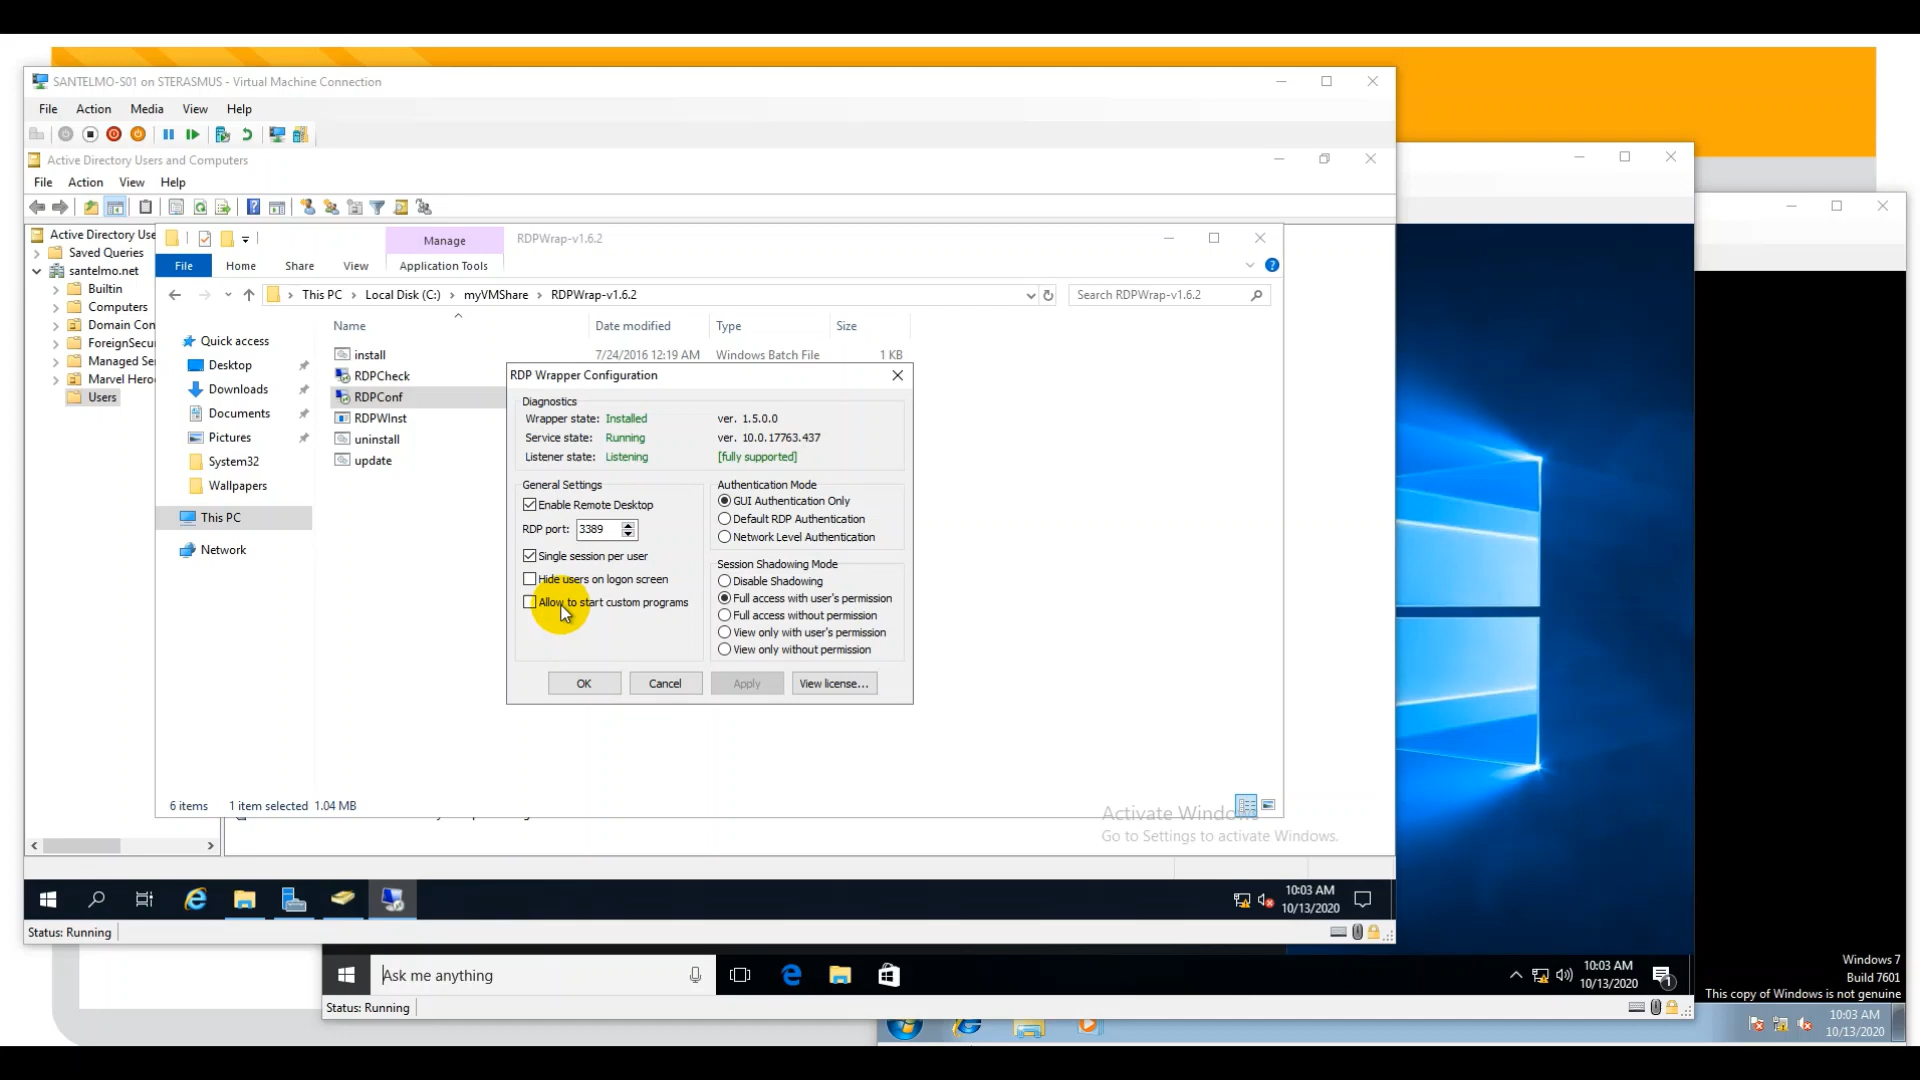 SANTELMO-S01 on STERASMUS - Virtual Machine Connection
File Action Media View Help
Active Directory Users and Computers
File Action View Help
Active Directory Use
Saved Queries
santelmo.net
Builtin
Computers
Domain Con
ForeignSecu
Managed Se
Marvel Hero
Users
Manage
RDPWrap-v1.6.2
File Home Share View Application Tools
This PC > Local Disk (C:) > myVMShare > RDPWrap-v1.6.2
Search RDPWrap-v1.6.2
Quick access
Desktop
Downloads
Documents
Pictures
System32
Wallpapers
This PC
Network
Name Date modified Type Size
install 7/24/2016 12:19 AM Windows Batch File 1 KB
RDPCheck
RDPConf
RDPWInst
uninstall
update
RDP Wrapper Configuration
Diagnostics
Wrapper state: Installed ver. 1.5.0.0
Service state: Running ver. 10.0.17763.437
Listener state: Listening [fully supported]
General Settings
Enable Remote Desktop
RDP port: 3389
Single session per user
Hide users on logon screen
Allow to start custom programs
Authentication Mode
GUI Authentication Only
Default RDP Authentication
Network Level Authentication
Session Shadowing Mode
Disable Shadowing
Full access with user's permission
Full access without permission
View only with user's permission
View only without permission
OK Cancel Apply View license...
6 items 1 item selected 1.04 MB
Activate Windows
Go to Settings to activate Windows.
10:03 AM
10/13/2020
Status: Running
Ask me anything
10:03 AM
10/13/2020
1
Status: Running
Windows 7
Build 7601
This copy of Windows is not genuine
10:03 AM
10/13/2020